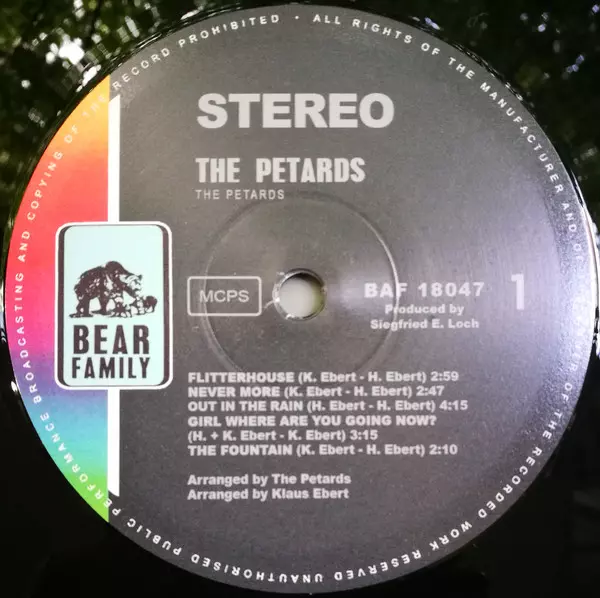 STEREO
THE PETARDS
THE PETARDS
BEAR
FAMILY
MCPS
BAF 18047
1
Produced by
Siegfried E. Loch
FLITTERHOUSE (K. Ebert - H. Ebert) 2:59
NEVER MORE (K. Ebert - H. Ebert) 2:47
OUT IN THE RAIN (H. Ebert - K. Ebert) 4:15
GIRL WHERE ARE YOU GOING NOW?
(H. + K. Ebert - K. Ebert) 3:15
THE FOUNTAIN (K. Ebert - H. Ebert) 2:10
Arranged by The Petards
Arranged by Klaus Ebert
ALL RIGHTS OF THE MANUFACTURER AND OF OF THE RECORDED WORK RESERVED UNAUTHORISED PUBLIC PERFORMANCE BROADCASTING AND COPYING OF THE RECORD PROHIBITED •